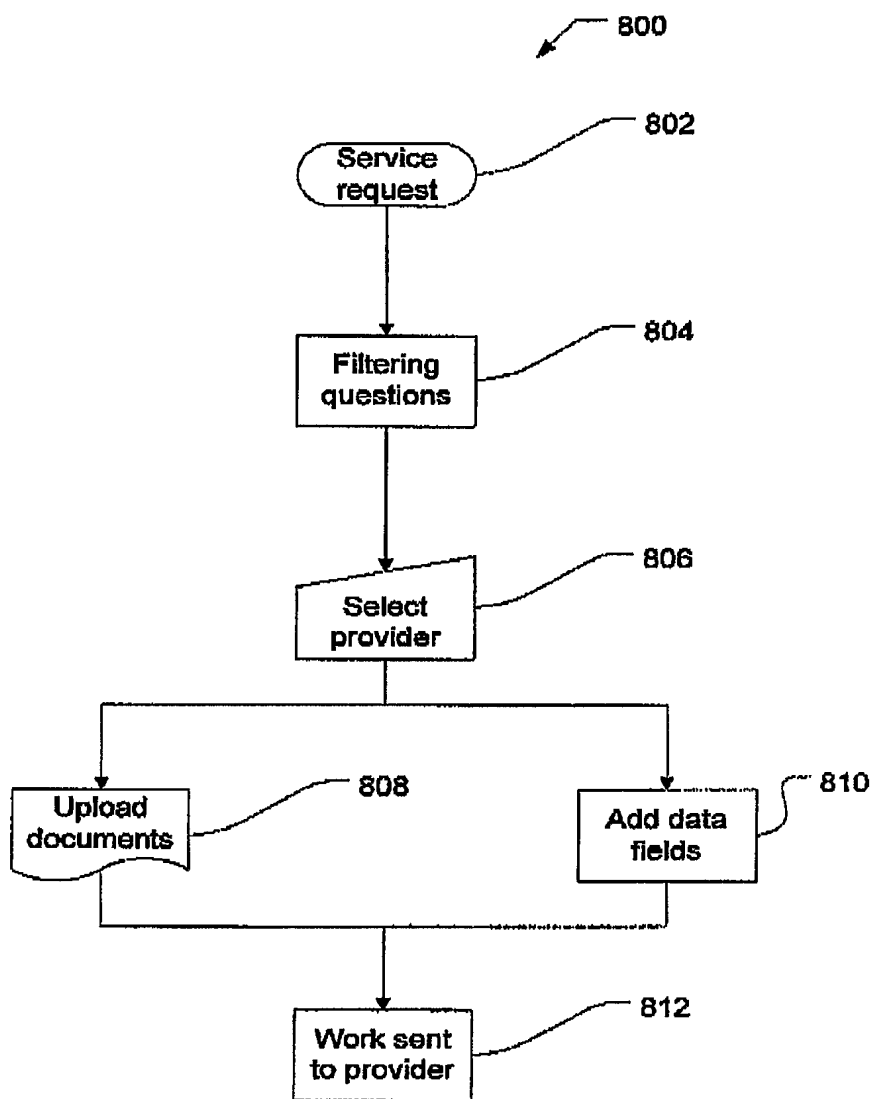 800
802
Service
request
804
Filtering
questions
806
Select
provider
808
Upload
documents
810
Add data
fields
812
Work sent
to provider